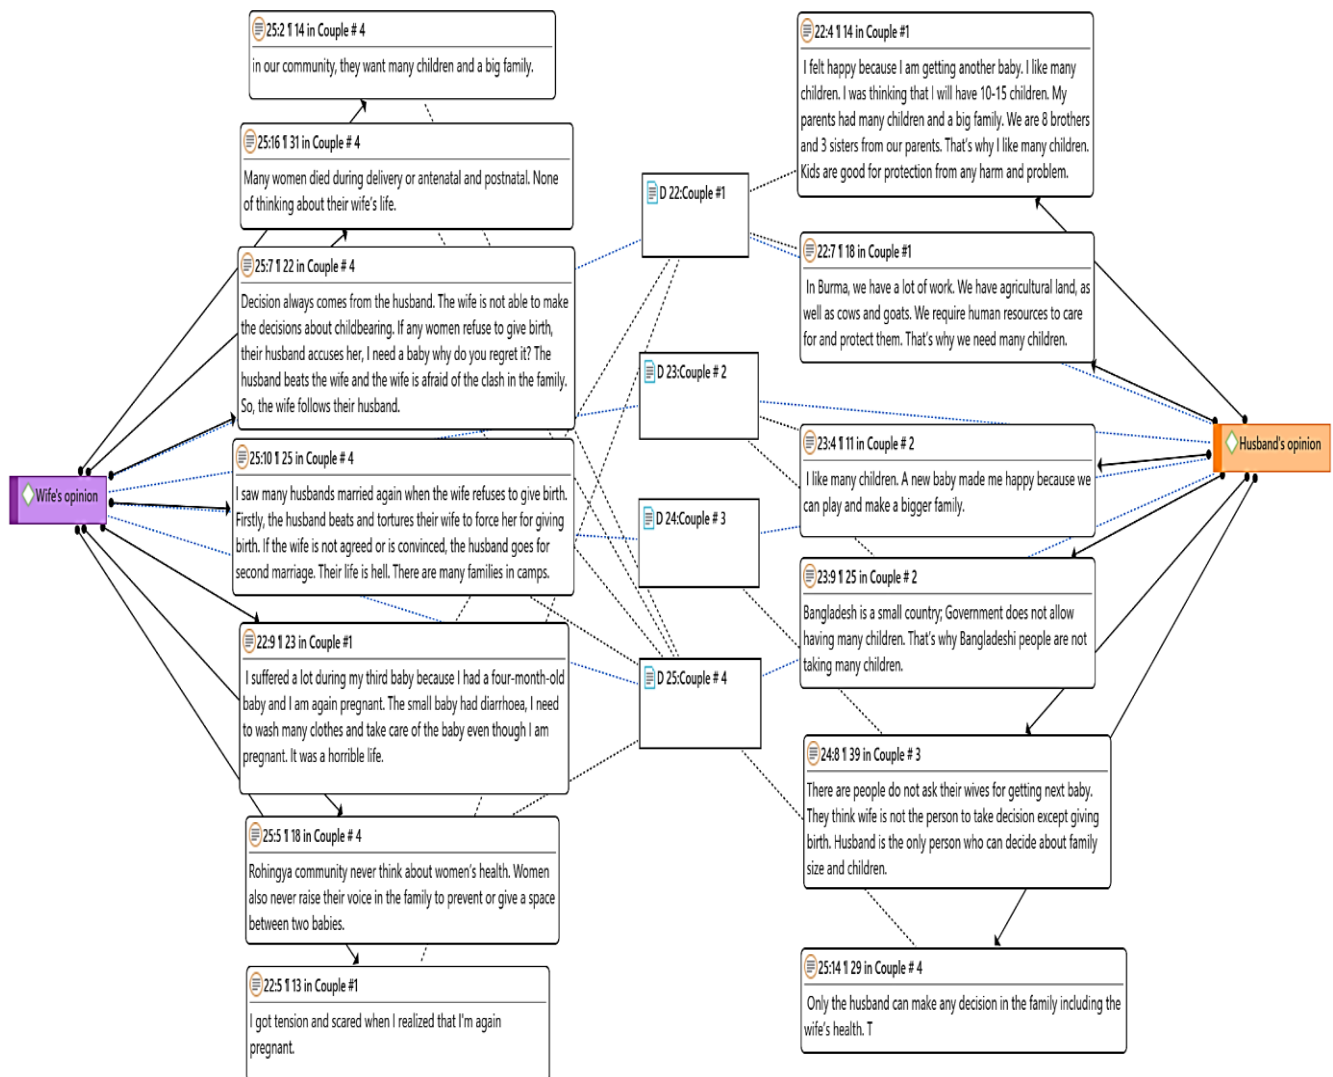 25:2 ¶ 14 in Couple # 4
in our community, they want many children and a big family.
25:16 ¶ 31 in Couple # 4
Many women died during delivery or antenatal and postnatal. None
of thinking about their wife's life.
25:7 ¶ 22 in Couple # 4
Decision always comes from the husband. The wife is not able to make
the decisions about childbearing. If any women refuse to give birth,
their husband accuses her, I need a baby why do you regret it? The
husband beats the wife and the wife is afraid of the clash in the family.
So, the wife follows their husband.
25:10 ¶ 25 in Couple # 4
I saw many husbands married again when the wife refuses to give birth.
Firstly, the husband beats and tortures their wife to force her for giving
birth. If the wife is not agreed or is convinced, the husband goes for
second marriage. Their life is hell. There are many families in camps.
Wife's opinion
22:9 ¶ 23 in Couple #1
I suffered a lot during my third baby because I had a four-month-old
baby and I am again pregnant. The small baby had diarrhoea, I need
to wash many clothes and take care of the baby even though I am
pregnant. It was a horrible life.
25:5 ¶ 18 in Couple # 4
Rohingya community never think about women's health. Women
also never raise their voice in the family to prevent or give a space
between two babies.
22:5 ¶ 13 in Couple #1
I got tension and scared when I realized that I'm again
pregnant.
D 22:Couple #1
D 23:Couple # 2
D 24:Couple # 3
D 25:Couple # 4
22:4 ¶ 14 in Couple #1
I felt happy because I am getting another baby. I like many
children. I was thinking that I will have 10-15 children. My
parents had many children and a big family. We are 8 brothers
and 3 sisters from our parents. That's why I like many children.
Kids are good for protection from any harm and problem.
22:7 ¶ 18 in Couple #1
In Burma, we have a lot of work. We have agricultural land, as
well as cows and goats. We require human resources to care
for and protect them. That's why we need many children.
23:4 ¶ 11 in Couple # 2
I like many children. A new baby made me happy because we
can play and make a bigger family.
Husband's opinion
23:9 ¶ 25 in Couple # 2
Bangladesh is a small country; Government does not allow
having many children. That's why Bangladeshi people are not
taking many children.
24:8 ¶ 39 in Couple # 3
There are people do not ask their wives for getting next baby.
They think wife is not the person to take decision except giving
birth. Husband is the only person who can decide about family
size and children.
25:14 ¶ 29 in Couple # 4
Only the husband can make any decision in the family including the
wife's health. T